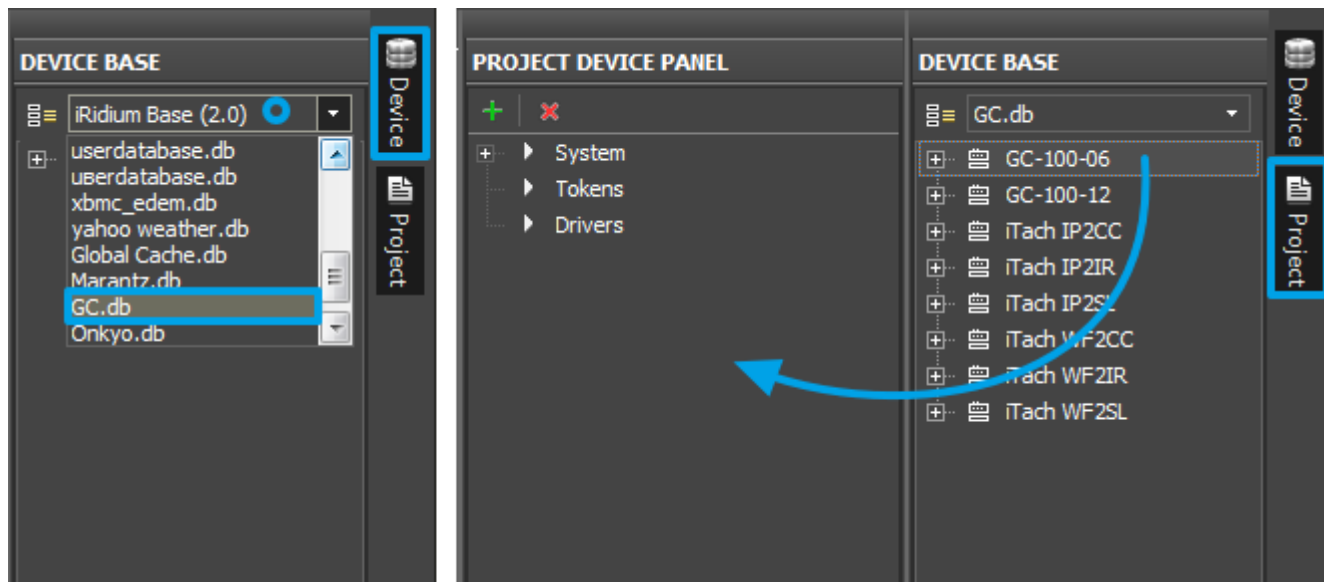 DEVICE BASE
iRidium Base (2.0)
userdatabase.db
uвerdatabase.db
xbmc_edem.db
yahoo weather.db
Global Cache.db
Marantz.db
GC.db
Onkyo.db
Device
Project
PROJECT DEVICE PANEL
System
Tokens
Drivers
DEVICE BASE
GC.db
GC-100-06
GC-100-12
iTach IP2CC
iTach IP2IR
iTach IP2SL
iTach WF2CC
iTach WF2IR
iTach WF2SL
Device
Project